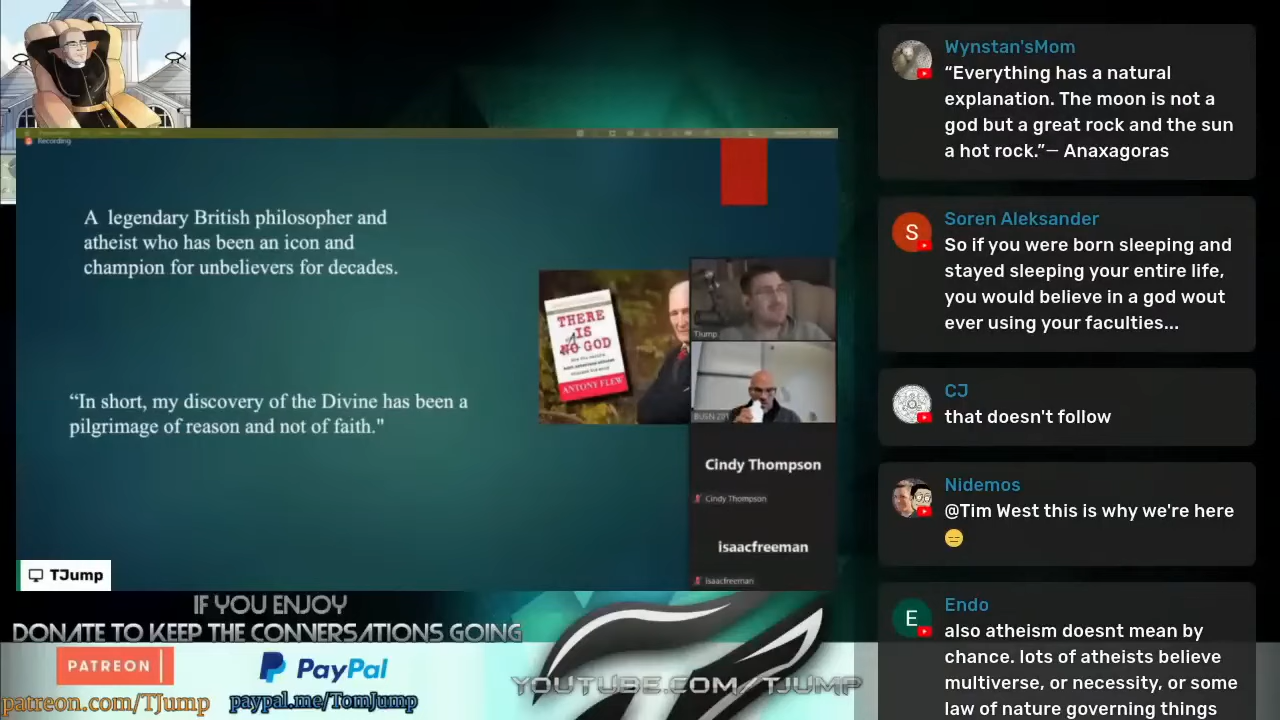 Recording
A legendary British philosopher and
atheist who has been an icon and
champion for unbelievers for decades.
“In short, my discovery of the Divine has been a
pilgrimage of reason and not of faith."
THERE
IS
A
NO GOD
ANTONY FLEW
TJump
Cindy Thompson
Cindy Thompson
isaacfreeman
isaacfreeman
TJump
IF YOU ENJOY
DONATE TO KEEP THE CONVERSATIONS GOING
PATREON
PayPal
patreon.com/TJump
paypal.me/TomJump
YOUTUBE.COM/TJUMP
Wynstan'sMom
“Everything has a natural
explanation. The moon is not a
god but a great rock and the sun
a hot rock.”— Anaxagoras
S
Soren Aleksander
So if you were born sleeping and
stayed sleeping your entire life,
you would believe in a god wout
ever using your faculties...
CJ
that doesn't follow
Nidemos
@Tim West this is why we're here
E
Endo
also atheism doesnt mean by
chance. lots of atheists believe
multiverse, or necessity, or some
law of nature governing things